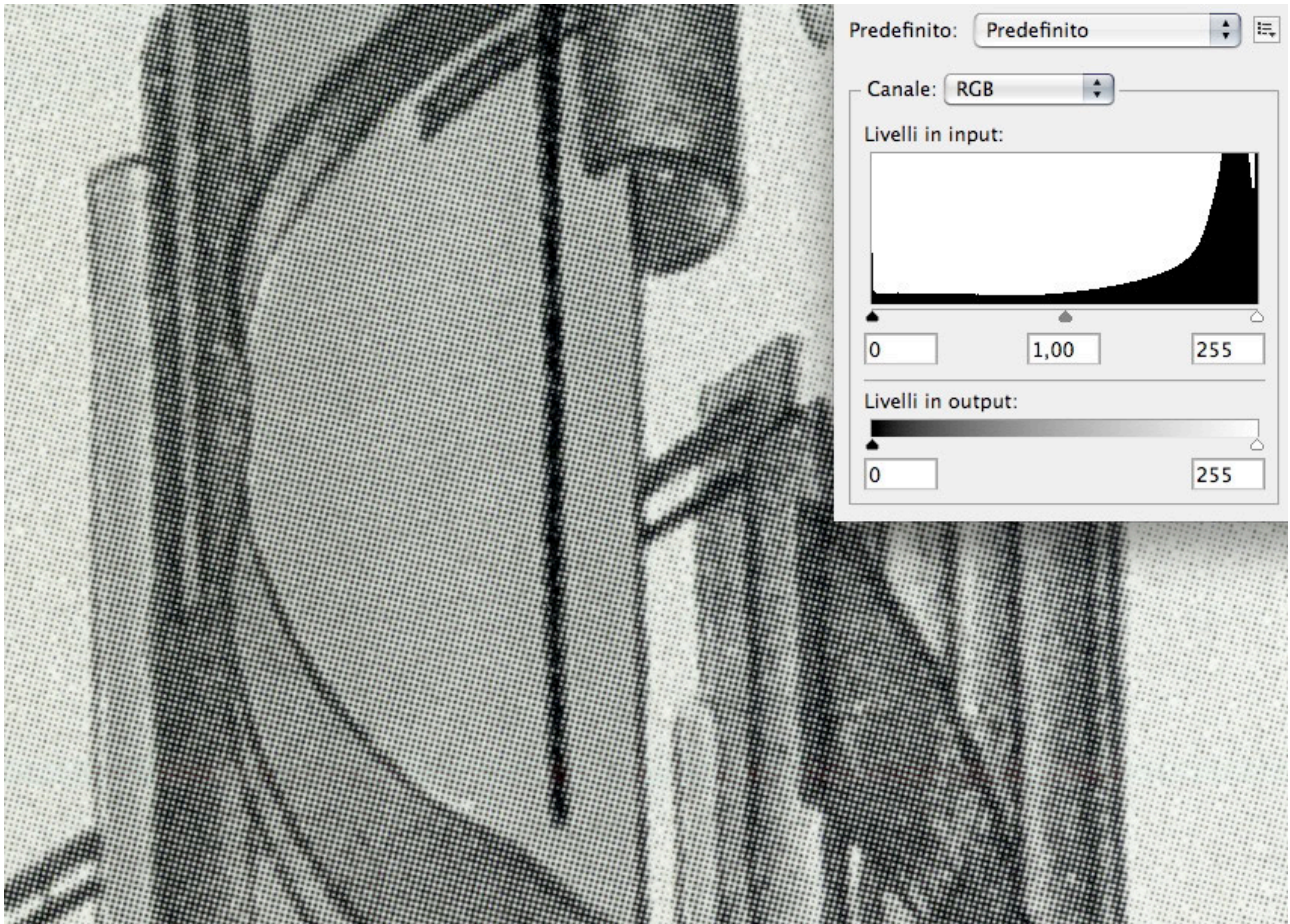 Predefinito: Predefinito
Canale: RGB
Livelli in input:
0 1,00 255
Livelli in output:
0 255